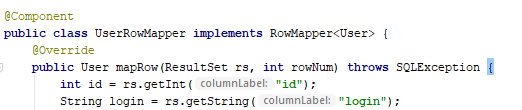 @Component
public class UserRowMapper implements RowMapper<User> {
@Override
public User mapRow(ResultSet rs, int rowNum) throws SQLException {
int id = rs.getInt( columnLabel: "id");
String login = rs.getString( columnLabel: "login");